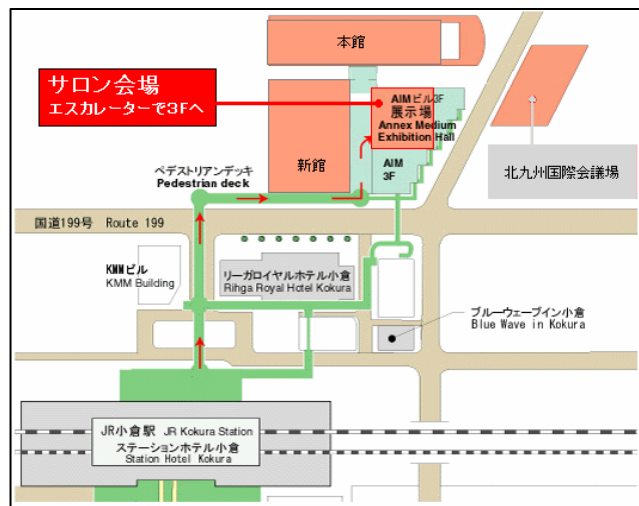 本館
サロン会場
エスカレーターで3Fへ
AIMビル3F
展示場
Annex Medium
Exhibition Hall
新館
AIM
3F
北九州国際会議場
ペデストリアンデッキ
Pedestrian deck
国道199号 Route 199
KMMビル
KMM Building
リーガロイヤルホテル小倉
Rihga Royal Hotel Kokura
ブルーウェーブイン小倉
Blue Wave in Kokura
JR小倉駅 JR Kokura Station
ステーションホテル小倉
Station Hotel Kokura